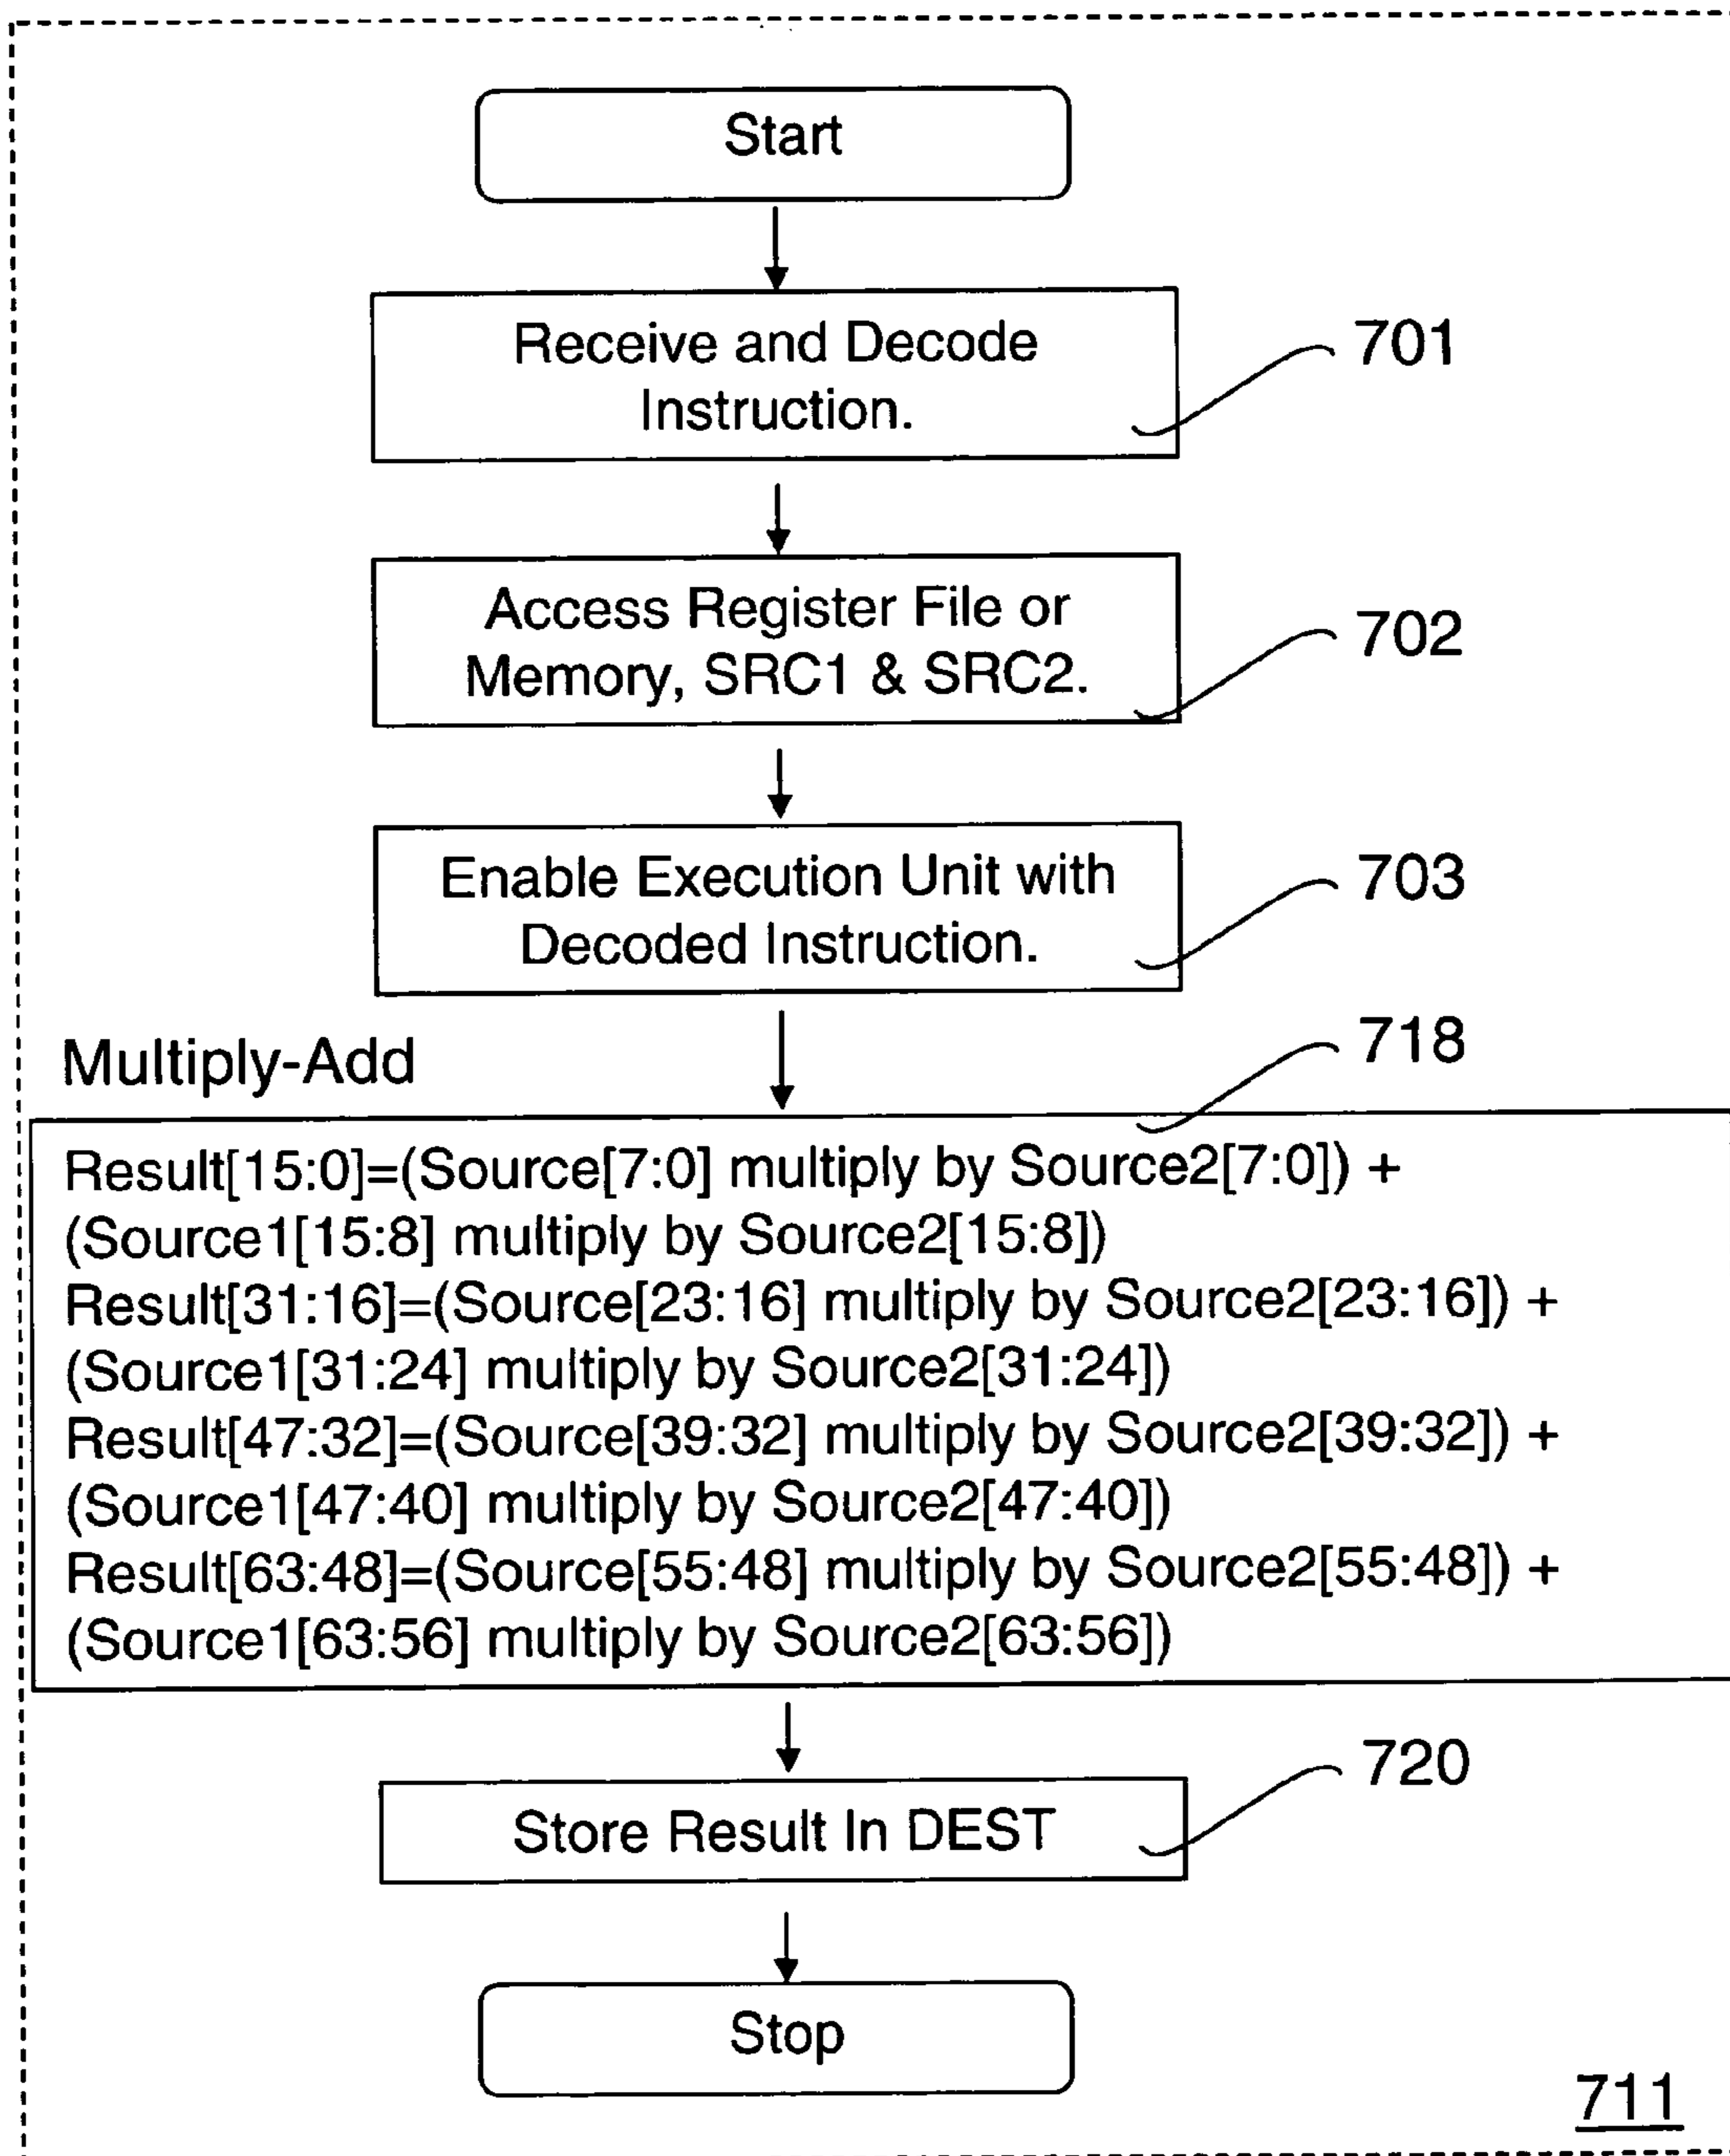 Start
Receive and Decode
Instruction.
701
Access Register File or
Memory, SRC1 & SRC2.
702
Enable Execution Unit with
Decoded Instruction.
703
Multiply-Add
718
Result[15:0]=(Source[7:0] multiply by Source2[7:0]) +
(Source1[15:8] multiply by Source2[15:8])
Result[31:16]=(Source[23:16] multiply by Source2[23:16]) +
(Source1[31:24] multiply by Source2[31:24])
Result[47:32]=(Source[39:32] multiply by Source2[39:32]) +
(Source1[47:40] multiply by Source2[47:40])
Result[63:48]=(Source[55:48] multiply by Source2[55:48]) +
(Source1[63:56] multiply by Source2[63:56])
720
Store Result In DEST
Stop
711